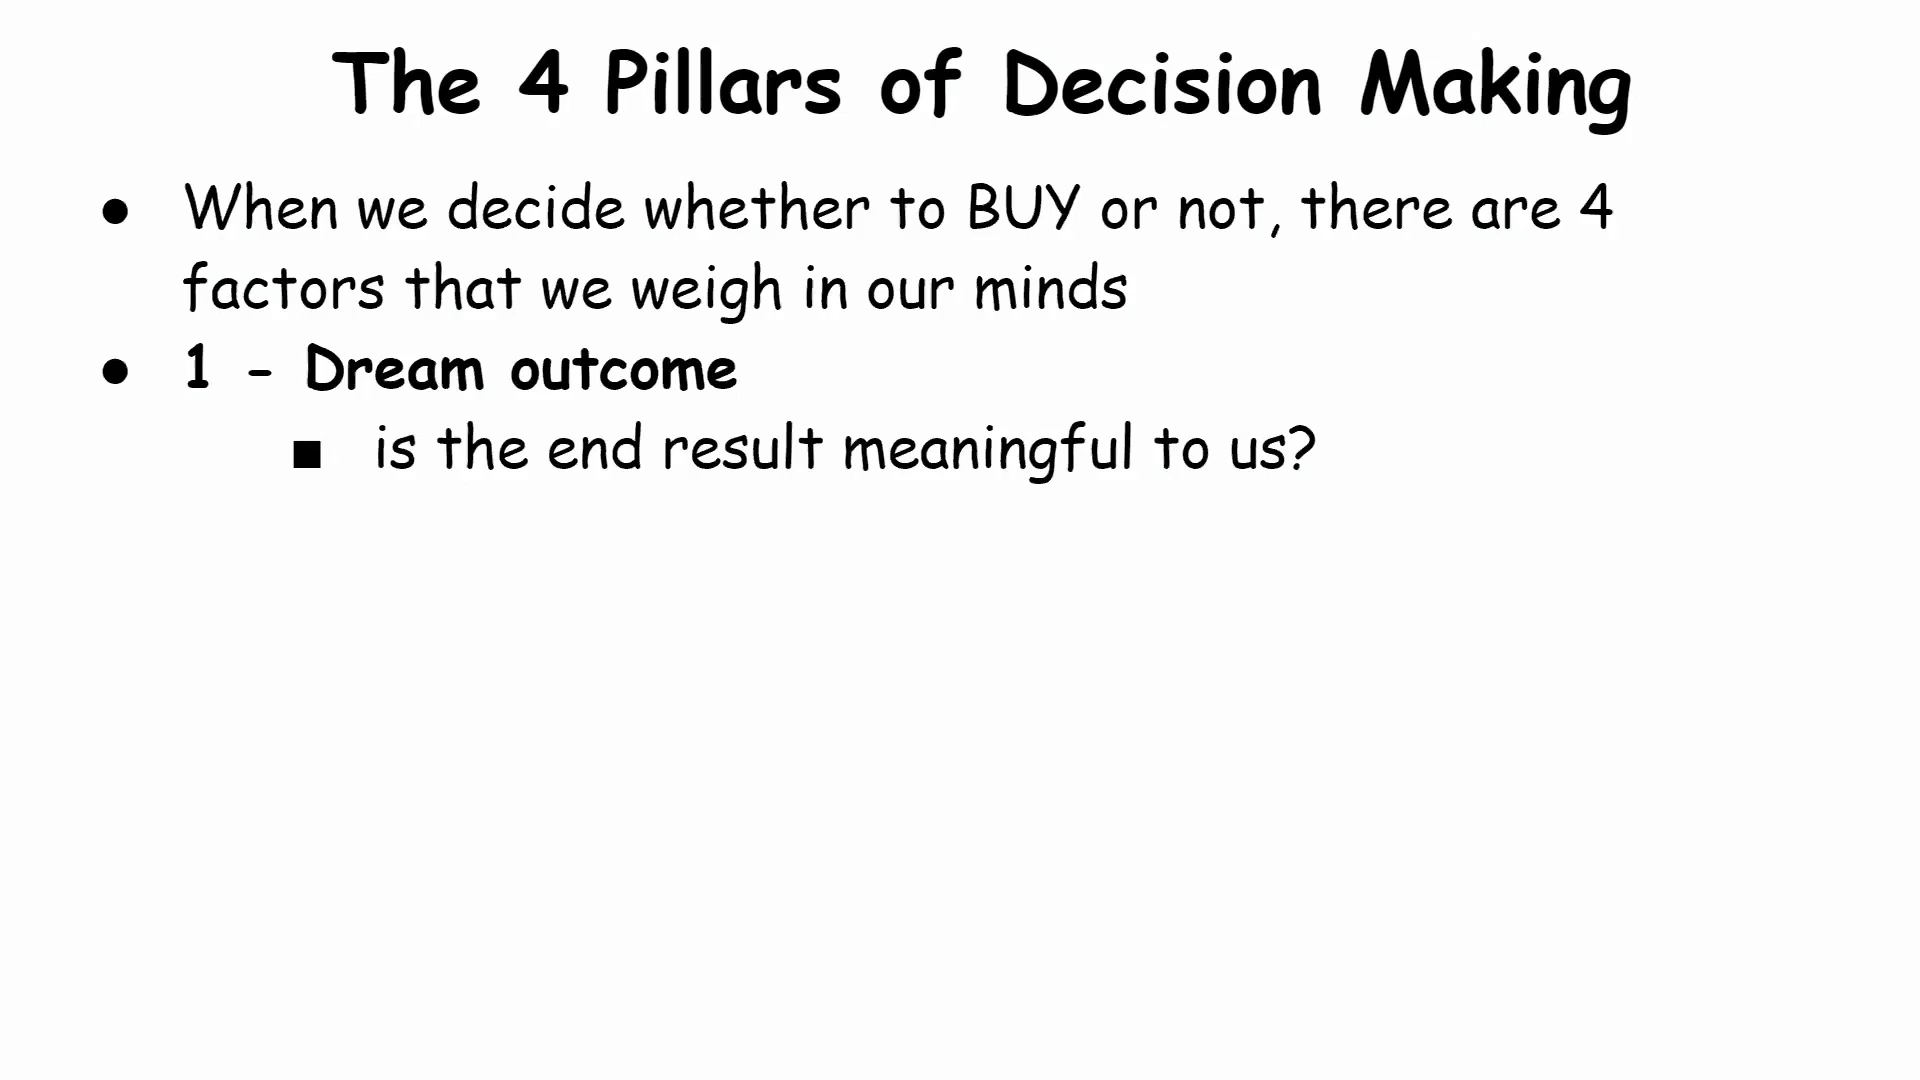 The 4 Pillars of Decision Making
● When we decide whether to BUY or not, there are 4
factors that we weigh in our minds
● 1 - Dream outcome
■ is the end result meaningful to us?